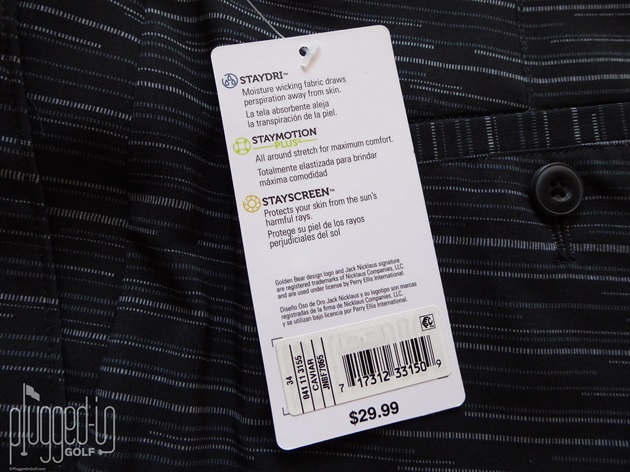 STAYDRI™
Moisture wicking fabric draws
perspiration away from skin.
La tela absorbente aleja
la transpiración de la piel.
STAYMOTION
PLUS
All around stretch for maximum comfort.
Totalmente elastizada para brindar
máxima comodidad
STAYSCREEN™
Protects your skin from the sun's
harmful rays.
Protege su piel de los rayos
perjudiciales del sol
Golden Bear design logo and Jack Nicklaus signature
are registered trademarks of Nicklaus Companies, LLC.
and are used under license by Perry Ellis International.
Diseño Oso de Oro Jack Nicklaus y su logotipo son marcas
registradas de la firma de Nicklaus Companies, LLC.
y se utilizan bajo licencia por Perry Ellis International.
34
041 11 3155
CAVIAR
7 17312 33150 9
$29.99
plugged-in
GOLF
©PluggedInGolf.com